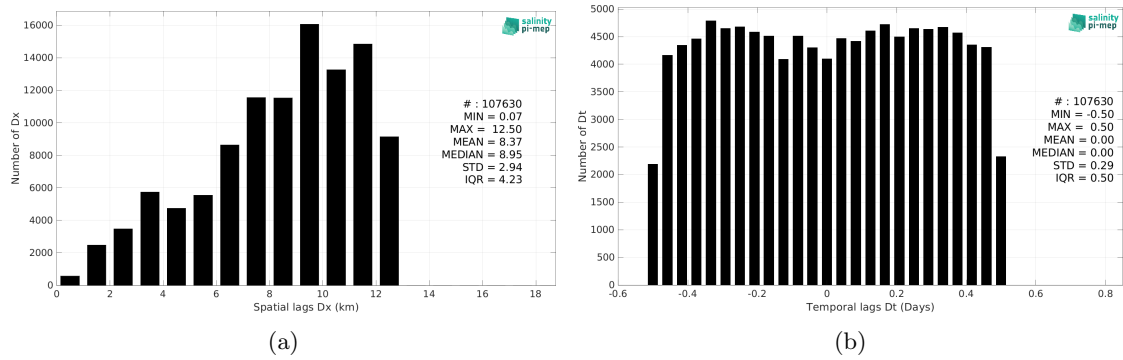 16000
14000
12000
10000
8000
6000
4000
2000
0
Number of Dx
salinity
pi-mep
# : 107630
MIN = 0.07
MAX = 12.50
MEAN = 8.37
MEDIAN = 8.95
STD = 2.94
IQR = 4.23
0 2 4 6 8 10 12 14 16 18
Spatial lags Dx (km)
(a)
5000
4500
4000
3500
3000
2500
2000
1500
1000
500
0
Number of Dt
salinity
pi-mep
# : 107630
MIN = -0.50
MAX = 0.50
MEAN = 0.00
MEDIAN = 0.00
STD = 0.29
IQR = 0.50
-0.6 -0.4 -0.2 0 0.2 0.4 0.6 0.8
Temporal lags Dt (Days)
(b)